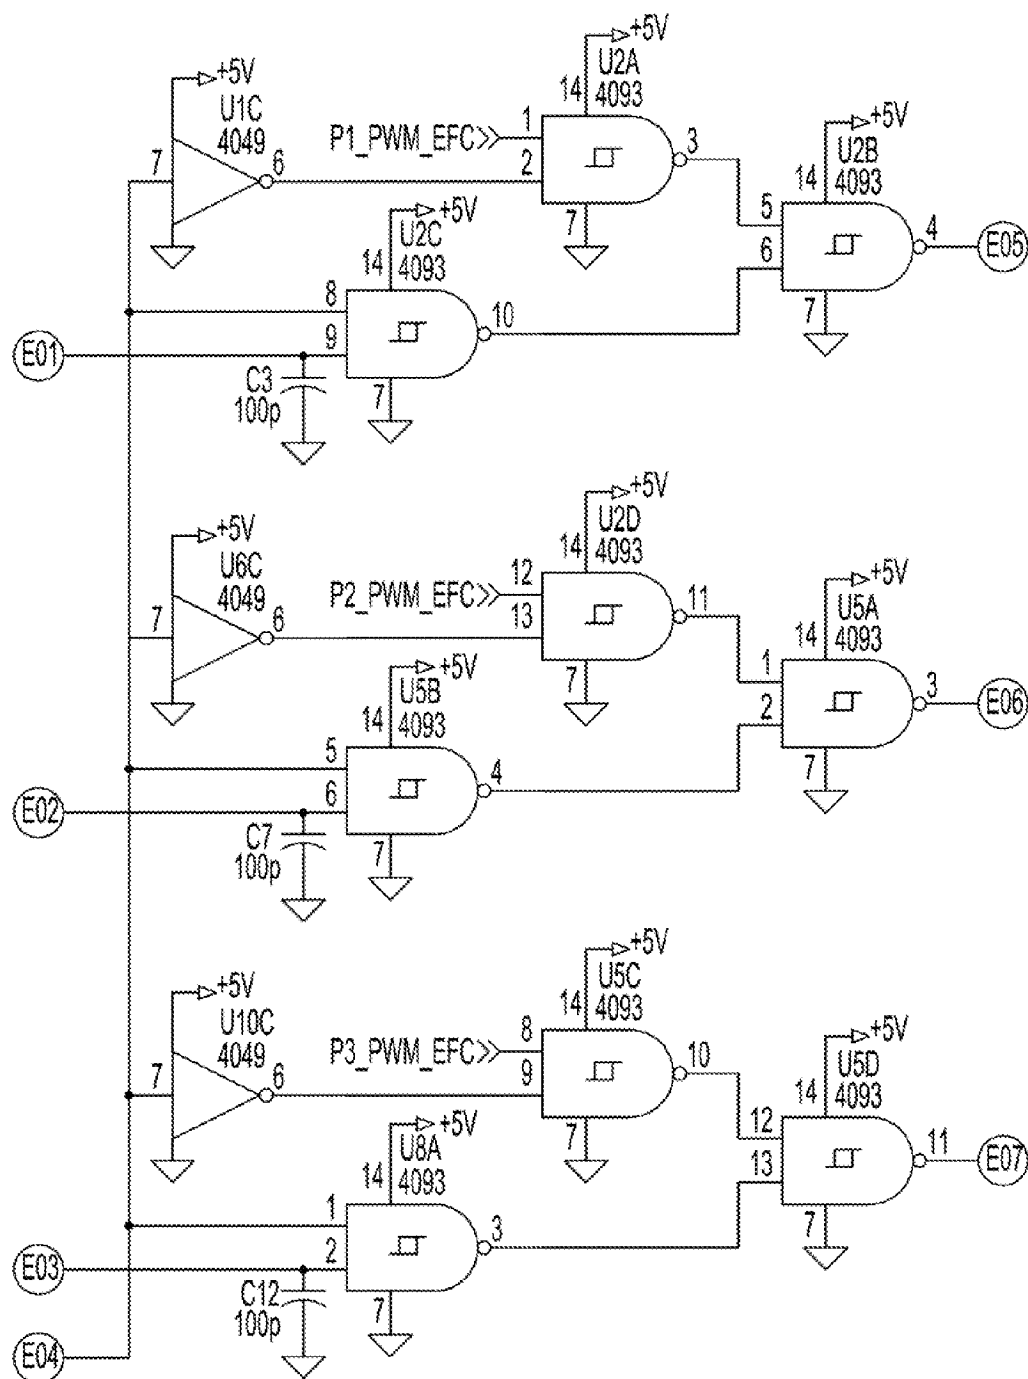 +5V
U2A
4093
14
+5V
U1C
4049
7
6
P1_PWM_EFC
1
2
3
7
+5V
U2B
4093
14
5
6
4
7
E05
+5V
U2C
4093
14
8
9
10
7
E01
C3
100p
+5V
U2D
4093
14
+5V
U6C
4049
7
6
P2_PWM_EFC
12
13
11
7
+5V
U5A
4093
14
1
2
3
7
E06
+5V
U5B
4093
14
5
6
4
7
E02
C7
100p
+5V
U5C
4093
14
+5V
U10C
4049
7
6
P3_PWM_EFC
8
9
10
7
+5V
U5D
4093
14
12
13
11
7
E07
+5V
U8A
4093
14
1
2
3
7
E03
C12
100p
E04